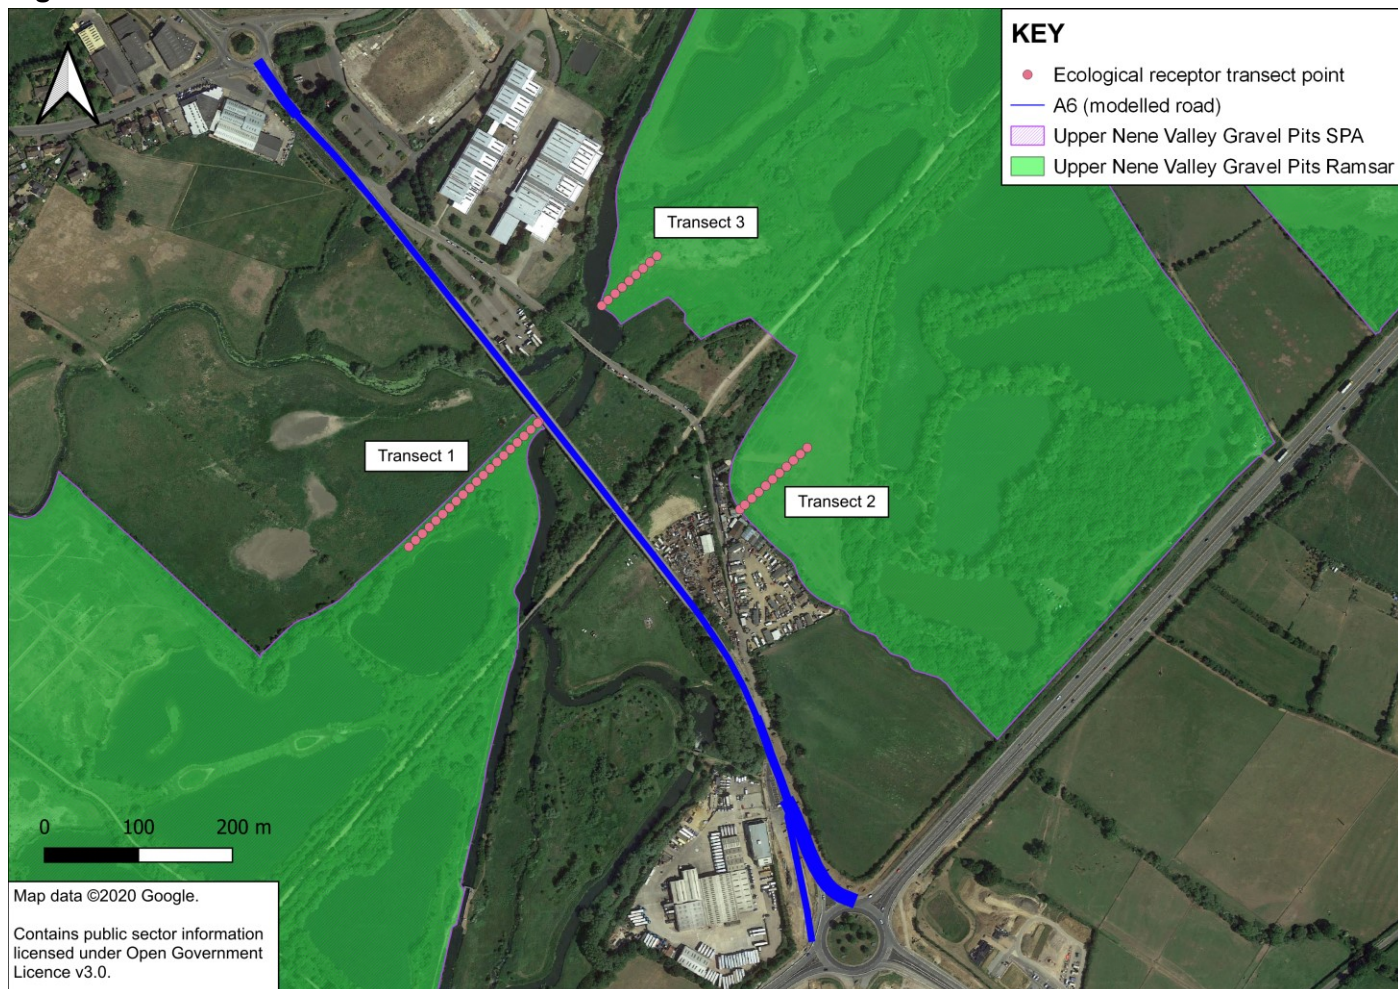 KEY
Ecological receptor transect point
A6 (modelled road)
Upper Nene Valley Gravel Pits SPA
Upper Nene Valley Gravel Pits Ramsar
Transect 3
Transect 1
Transect 2
0 100 200 m
Map data ©2020 Google.
Contains public sector information
licensed under Open Government
Licence v3.0.